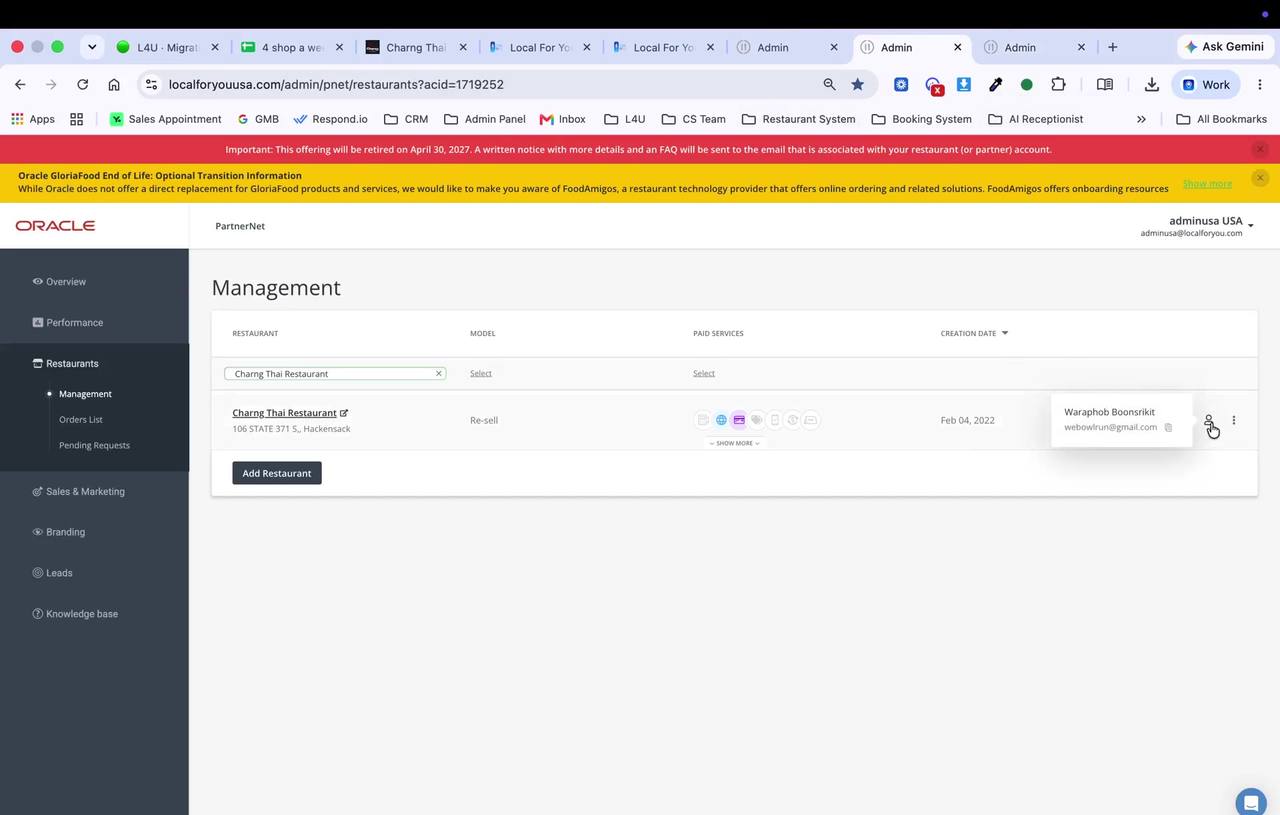 L4U · Migrat
4 shop a wee
Charng Thai
Local For You
Local For You
Admin
Admin
Admin
Ask Gemini
localforyouusa.com/admin/pnet/restaurants?acid=1719252
Work
Apps
Sales Appointment
GMB
Respond.io
CRM
Admin Panel
Inbox
L4U
CS Team
Restaurant System
Booking System
AI Receptionist
All Bookmarks
Important: This offering will be retired on April 30, 2027. A written notice with more details and an FAQ will be sent to the email that is associated with your restaurant (or partner) account.
Oracle GloriaFood End of Life: Optional Transition Information
While Oracle does not offer a direct replacement for GloriaFood products and services, we would like to make you aware of FoodAmigos, a restaurant technology provider that offers online ordering and related solutions. FoodAmigos offers onboarding resources
Show more
ORACLE
PartnerNet
adminusa USA
adminusa@localforyou.com
Overview
Performance
Restaurants
Management
Orders List
Pending Requests
Sales & Marketing
Branding
Leads
Knowledge base
Management
RESTAURANT
MODEL
PAID SERVICES
CREATION DATE
Charng Thai Restaurant
Select
Select
Charng Thai Restaurant
106 STATE 371 S,, Hackensack
Re-sell
SHOW MORE
Feb 04, 2022
Waraphob Boonsrikit
webowlrun@gmail.com
Add Restaurant